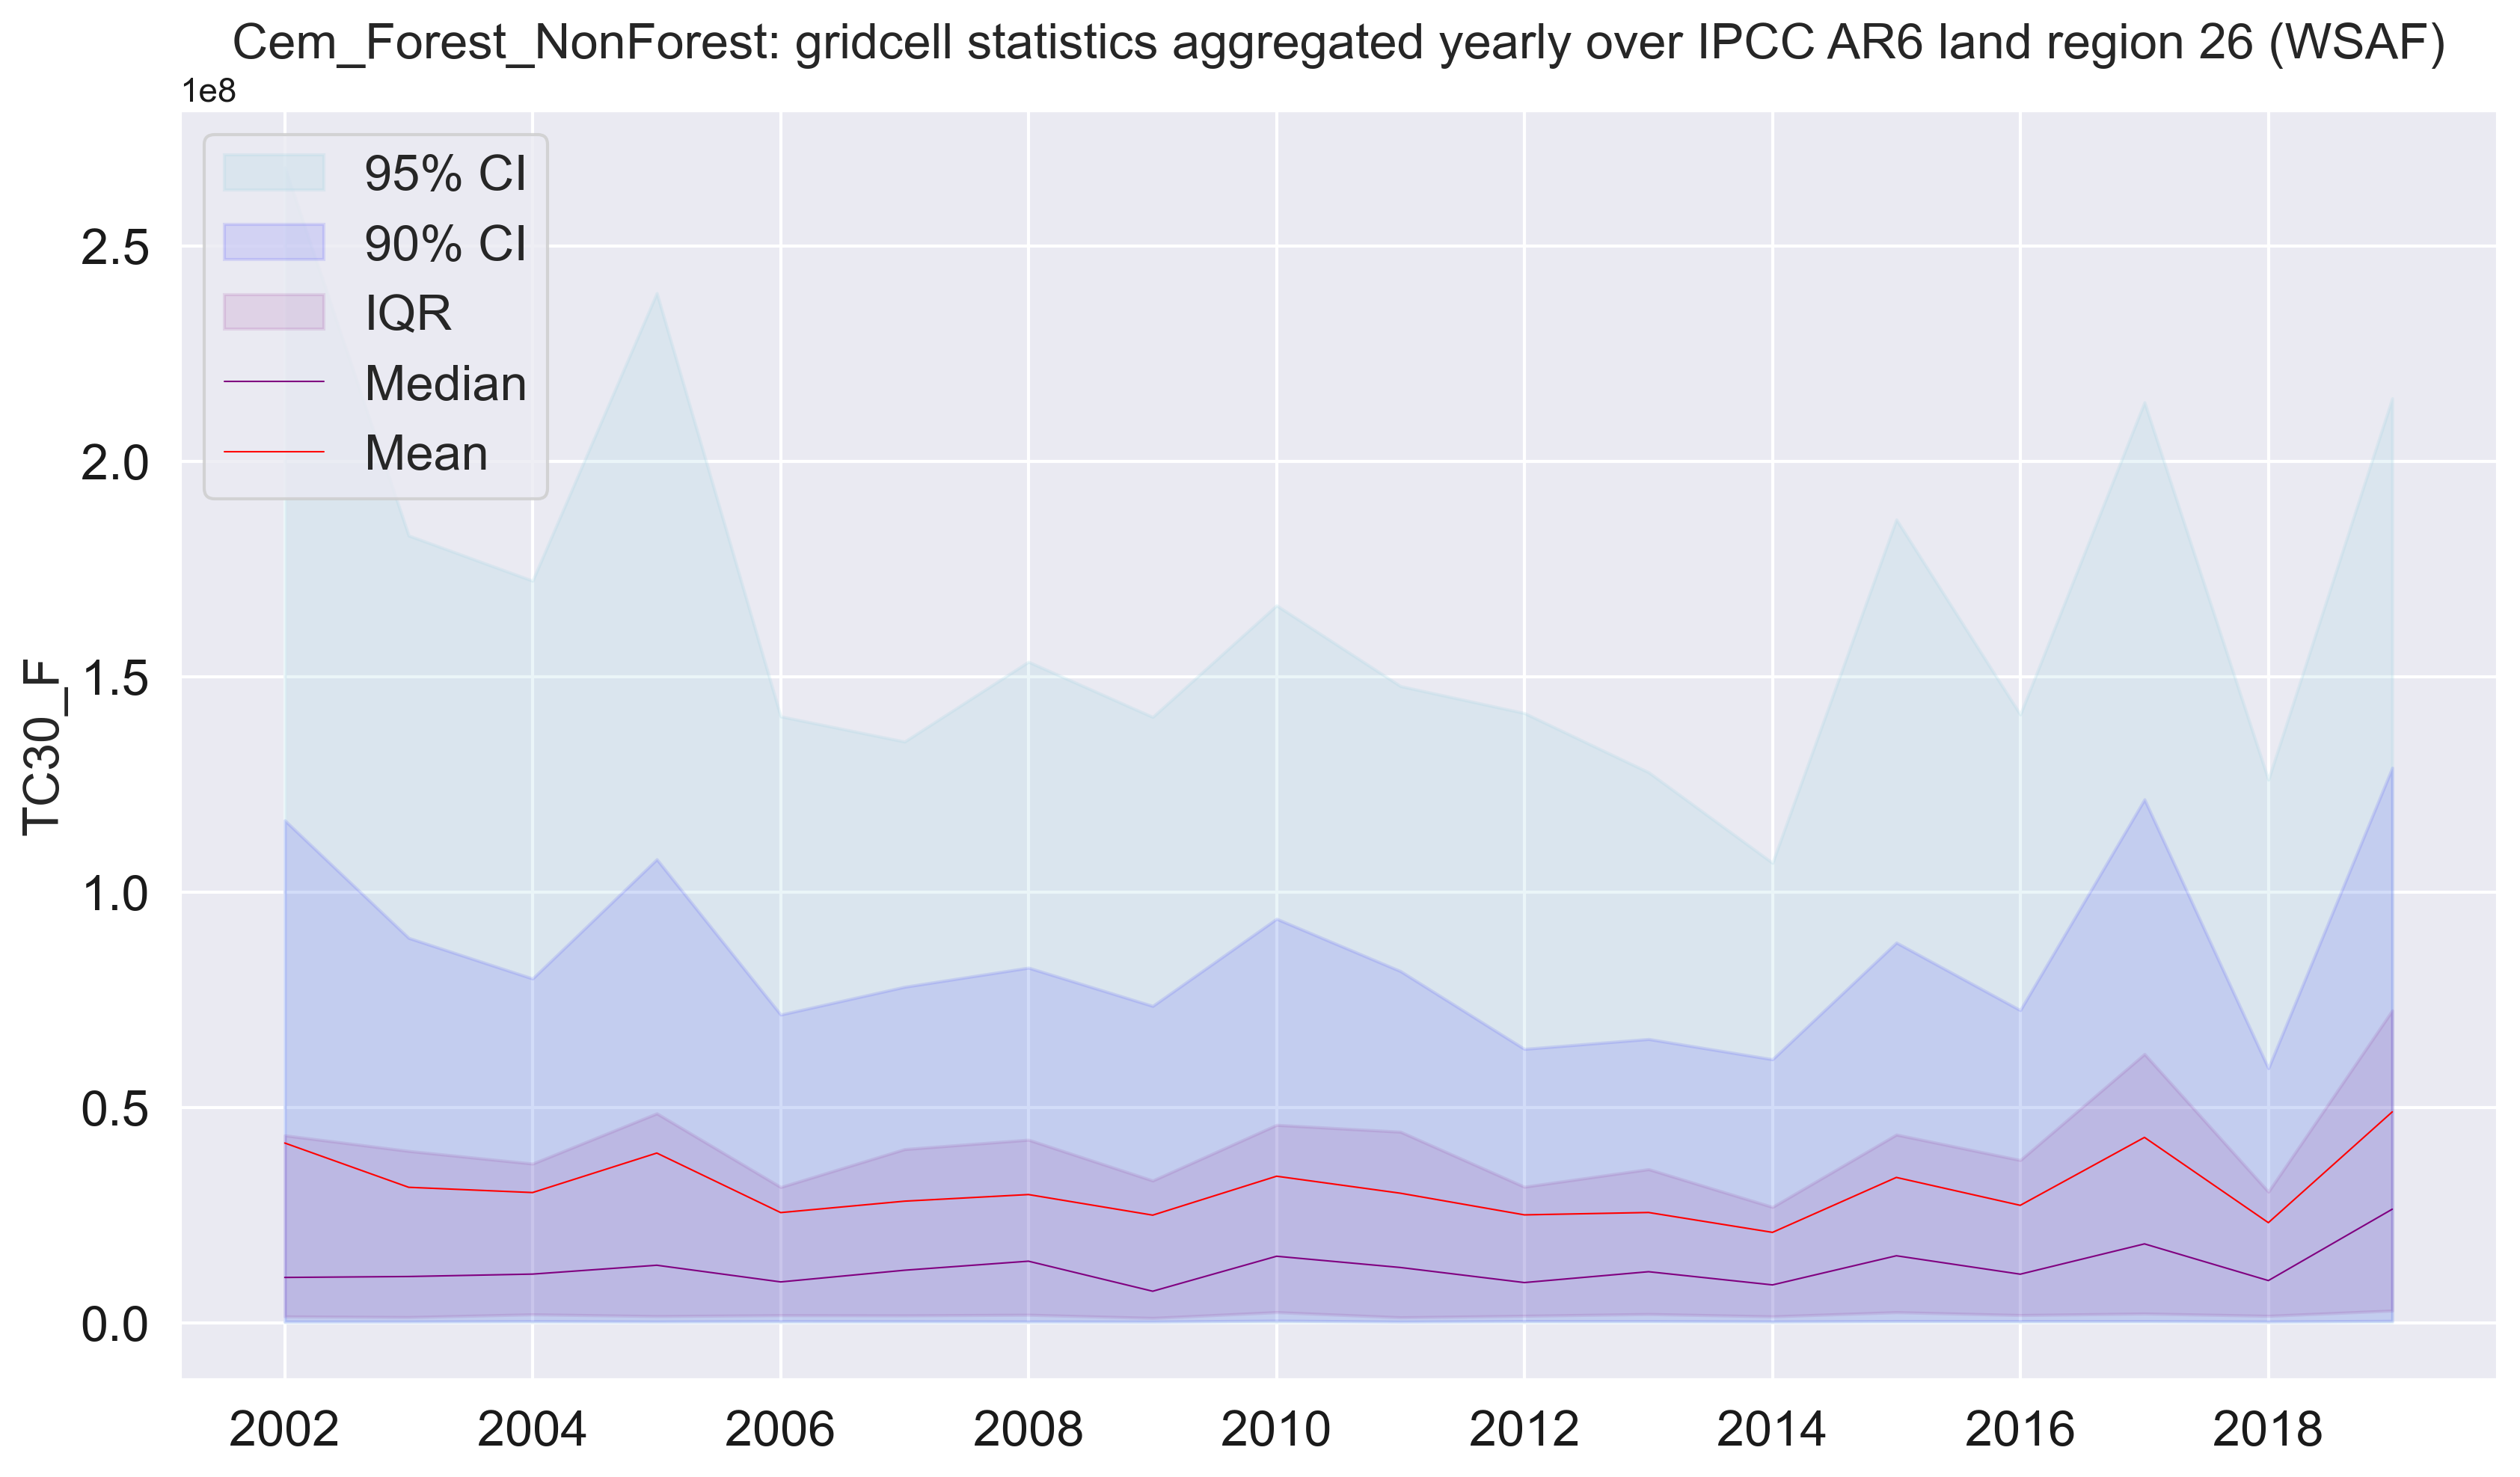 Cem_Forest_NonForest: gridcell statistics aggregated yearly over IPCC AR6 land region 26 (WSAF)
1e8
95% CI
90% CI
IQR
Median
Mean
2.5
2.0
1.5
1.0
0.5
0.0
TC30_F
2002 2004 2006 2008 2010 2012 2014 2016 2018